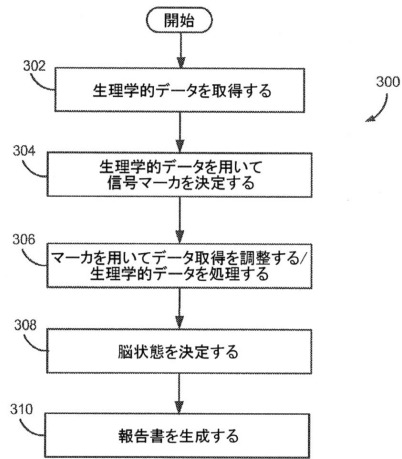 開始
302
生理学的データを取得する
300
304
生理学的データを用いて
信号マーカを決定する
306
マーカを用いてデータ取得を調整する/
生理学的データを処理する
308
脳状態を決定する
310
報告書を生成する